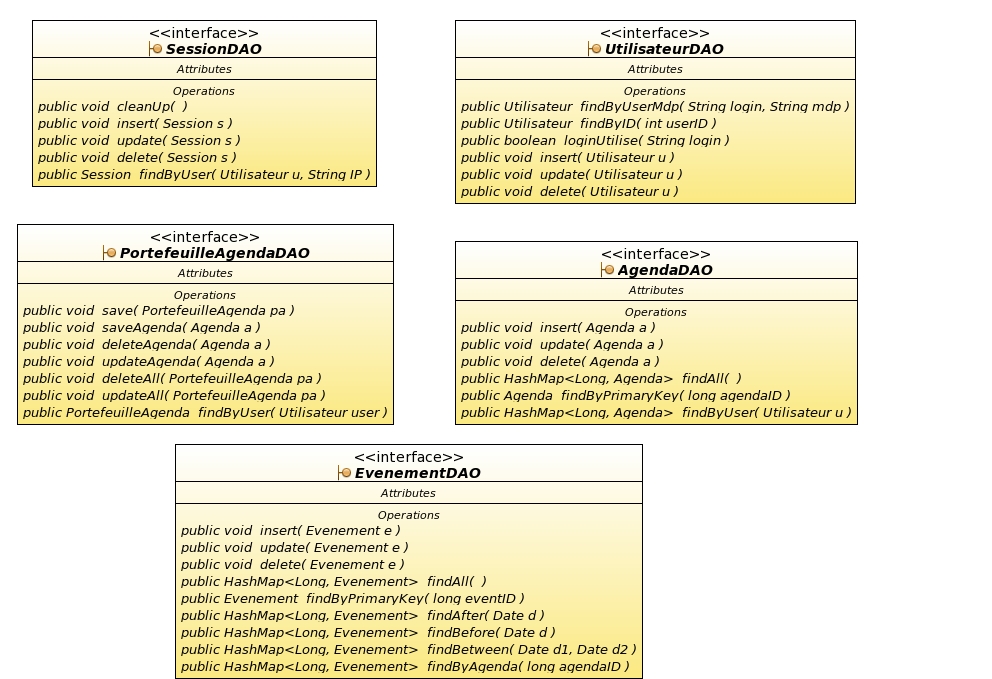 <<interface>>
SessionDAO
Attributes
Operations
public void cleanUp( )
public void insert( Session s )
public void update( Session s )
public void delete( Session s )
public Session findByUser( Utilisateur u, String IP )
<<interface>>
UtilisateurDAO
Attributes
Operations
public Utilisateur findByUserMdp( String login, String mdp )
public Utilisateur findByID( int userID )
public boolean loginUtilise( String login )
public void insert( Utilisateur u )
public void update( Utilisateur u )
public void delete( Utilisateur u )
<<interface>>
PortefeuilleAgendaDAO
Attributes
Operations
public void save( PortefeuilleAgenda pa )
public void saveAgenda( Agenda a )
public void deleteAgenda( Agenda a )
public void updateAgenda( Agenda a )
public void deleteAll( PortefeuilleAgenda pa )
public void updateAll( PortefeuilleAgenda pa )
public PortefeuilleAgenda findByUser( Utilisateur user )
<<interface>>
AgendaDAO
Attributes
Operations
public void insert( Agenda a )
public void update( Agenda a )
public void delete( Agenda a )
public HashMap<Long, Agenda> findAll( )
public Agenda findByPrimaryKey( long agendaID )
public HashMap<Long, Agenda> findByUser( Utilisateur u )
<<interface>>
EvenementDAO
Attributes
Operations
public void insert( Evenement e )
public void update( Evenement e )
public void delete( Evenement e )
public HashMap<Long, Evenement> findAll( )
public Evenement findByPrimaryKey( long eventID )
public HashMap<Long, Evenement> findAfter( Date d )
public HashMap<Long, Evenement> findBefore( Date d )
public HashMap<Long, Evenement> findBetween( Date d1, Date d2 )
public HashMap<Long, Evenement> findByAgenda( long agendaID )